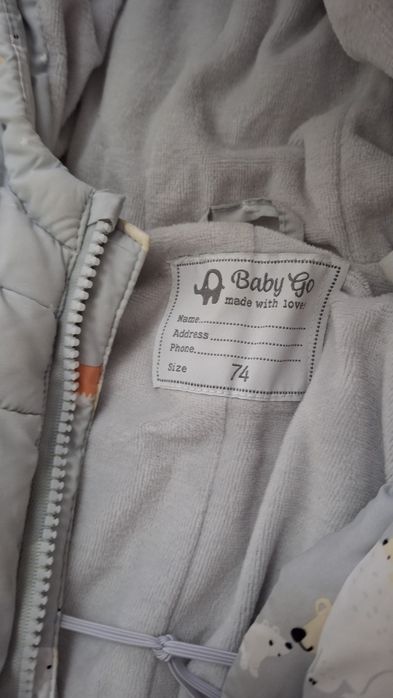 Baby Go
made with love!
Name
Address
Phone
Size 74